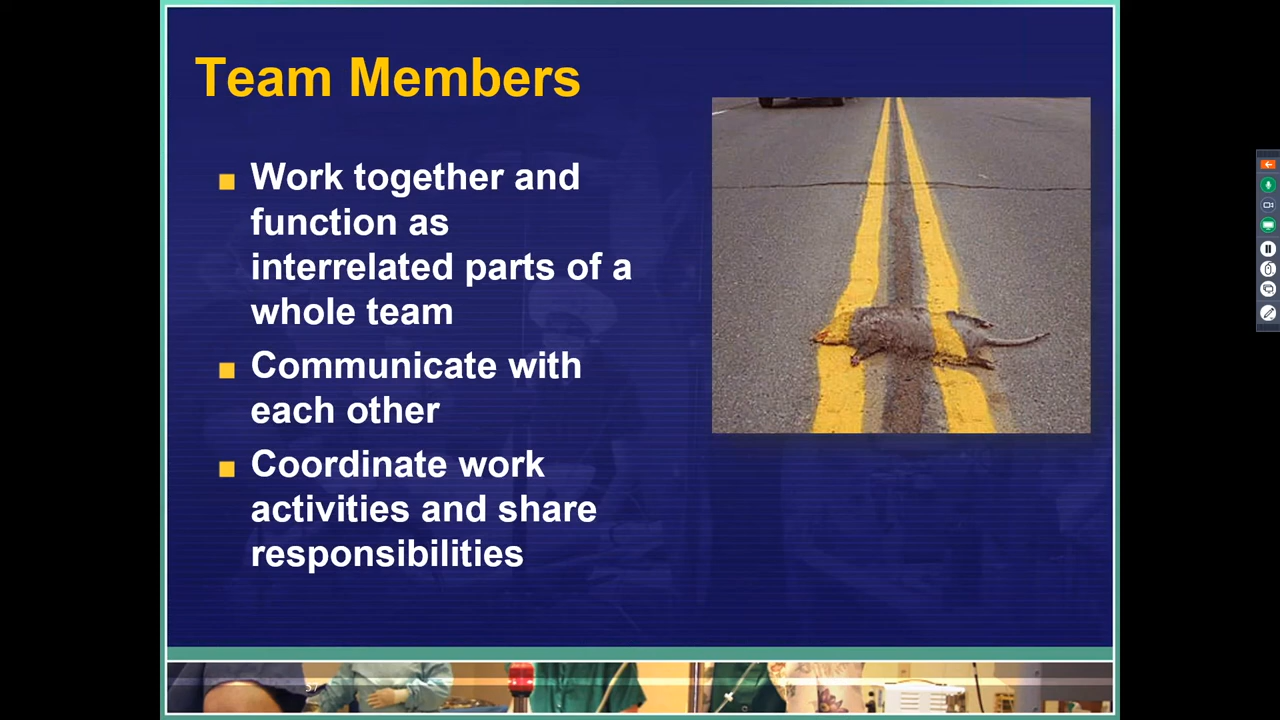 Team Members
Work together and
function as
interrelated parts of a
whole team
Communicate with
each other
Coordinate work
activities and share
responsibilities